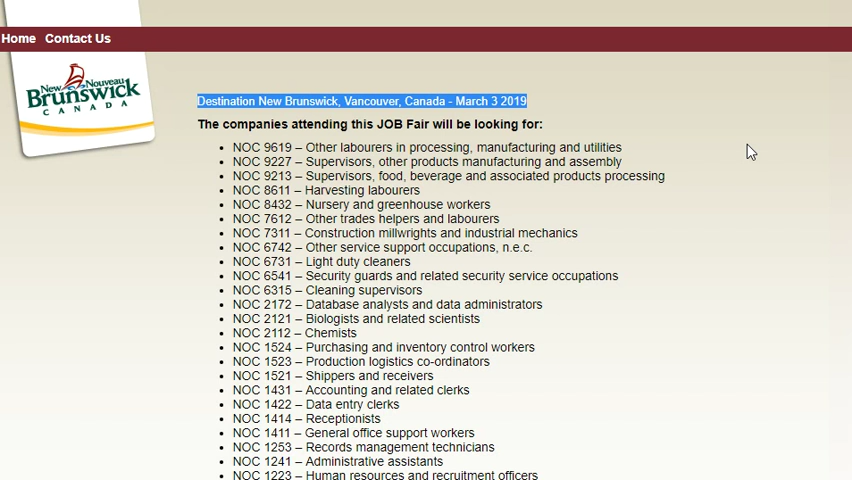 Home Contact Us
New Nouveau
Brunswick
CANADA
Destination New Brunswick, Vancouver, Canada - March 3 2019
The companies attending this JOB Fair will be looking for:
NOC 9619 – Other labourers in processing, manufacturing and utilities
NOC 9227 – Supervisors, other products manufacturing and assembly
NOC 9213 – Supervisors, food, beverage and associated products processing
NOC 8611 – Harvesting labourers
NOC 8432 – Nursery and greenhouse workers
NOC 7612 – Other trades helpers and labourers
NOC 7311 – Construction millwrights and industrial mechanics
NOC 6742 – Other service support occupations, n.e.c.
NOC 6731 – Light duty cleaners
NOC 6541 – Security guards and related security service occupations
NOC 6315 – Cleaning supervisors
NOC 2172 – Database analysts and data administrators
NOC 2121 – Biologists and related scientists
NOC 2112 – Chemists
NOC 1524 – Purchasing and inventory control workers
NOC 1523 – Production logistics co-ordinators
NOC 1521 – Shippers and receivers
NOC 1431 – Accounting and related clerks
NOC 1422 – Data entry clerks
NOC 1414 – Receptionists
NOC 1411 – General office support workers
NOC 1253 – Records management technicians
NOC 1241 – Administrative assistants
NOC 1223 – Human resources and recruitment officers